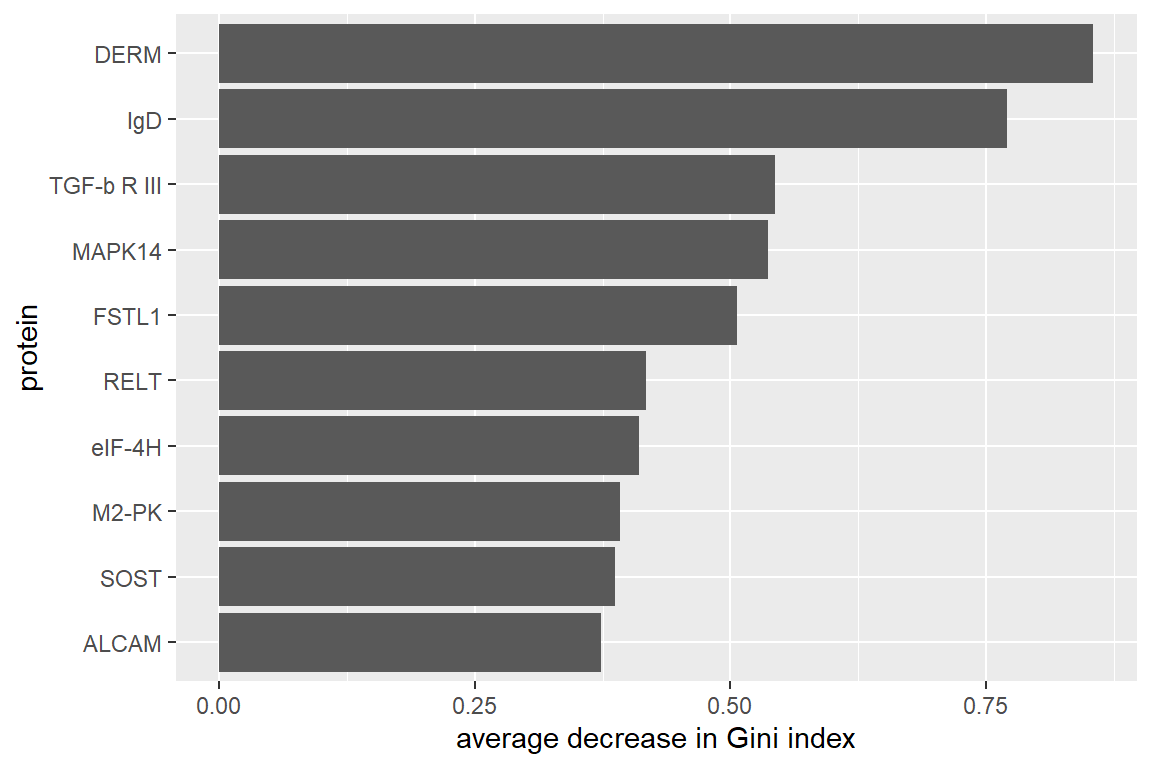 DERM
IgD
TGF-b R III
MAPK14
FSTL1
RELT
eIF-4H
M2-PK
SOST
ALCAM
protein
0.00 0.25 0.50 0.75
average decrease in Gini index